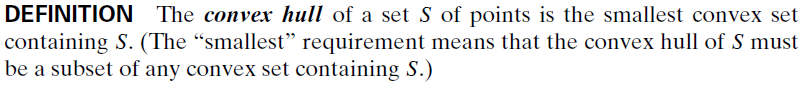 DEFINITION The convex hull of a set S of points is the smallest convex set
containing S. (The “smallest” requirement means that the convex hull of S must
be a subset of any convex set containing S.)